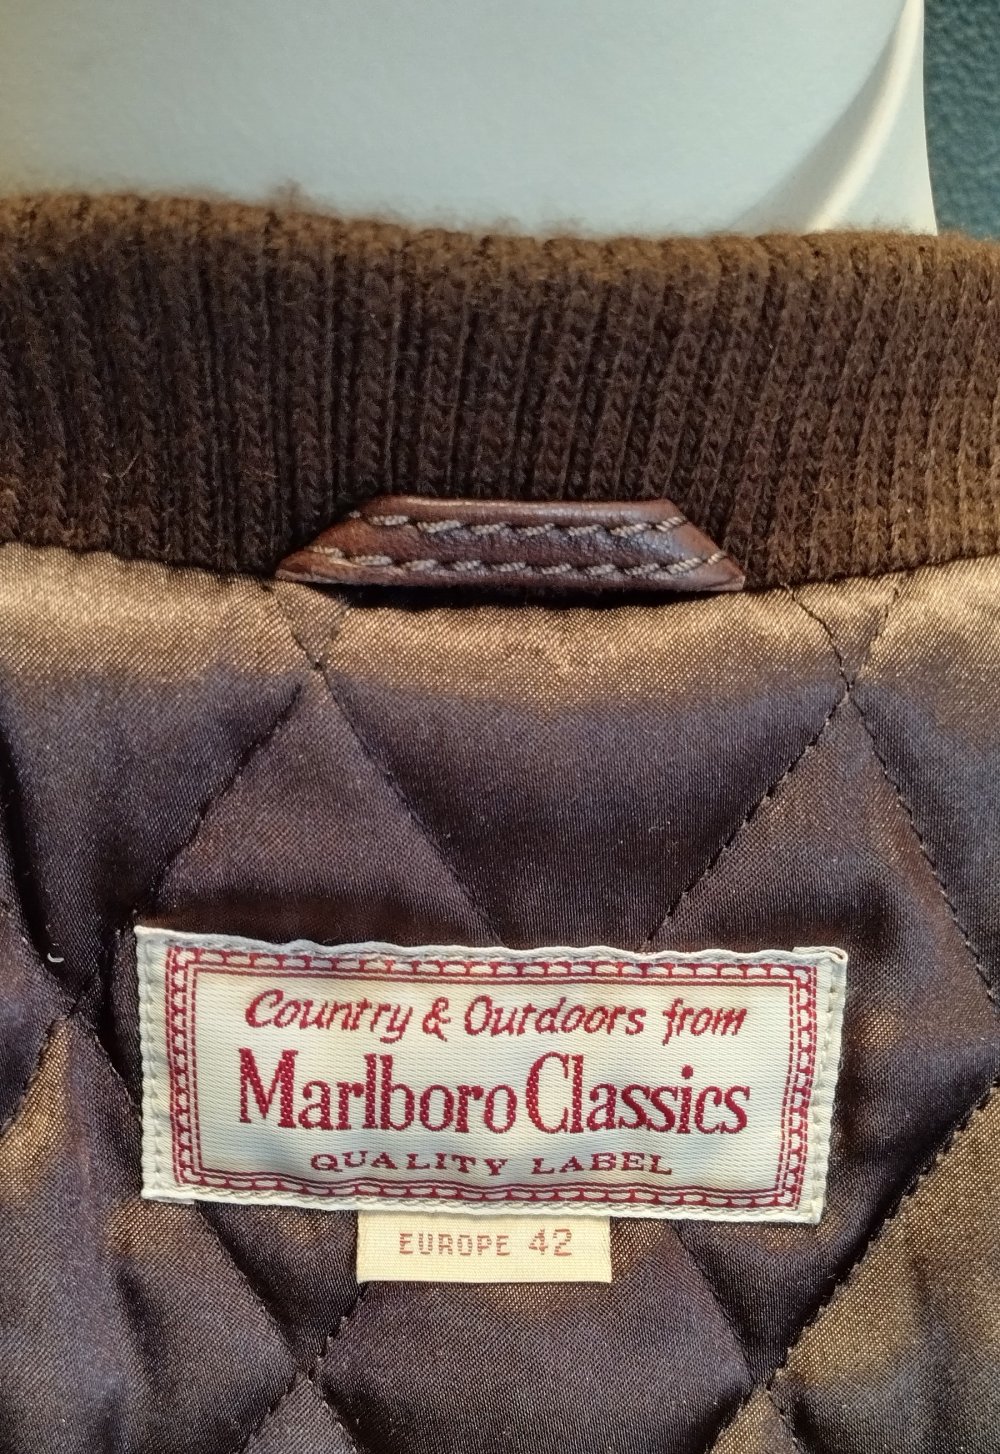 Country & Outdoors from
Marlboro Classics
QUALITY LABEL
EUROPE 42